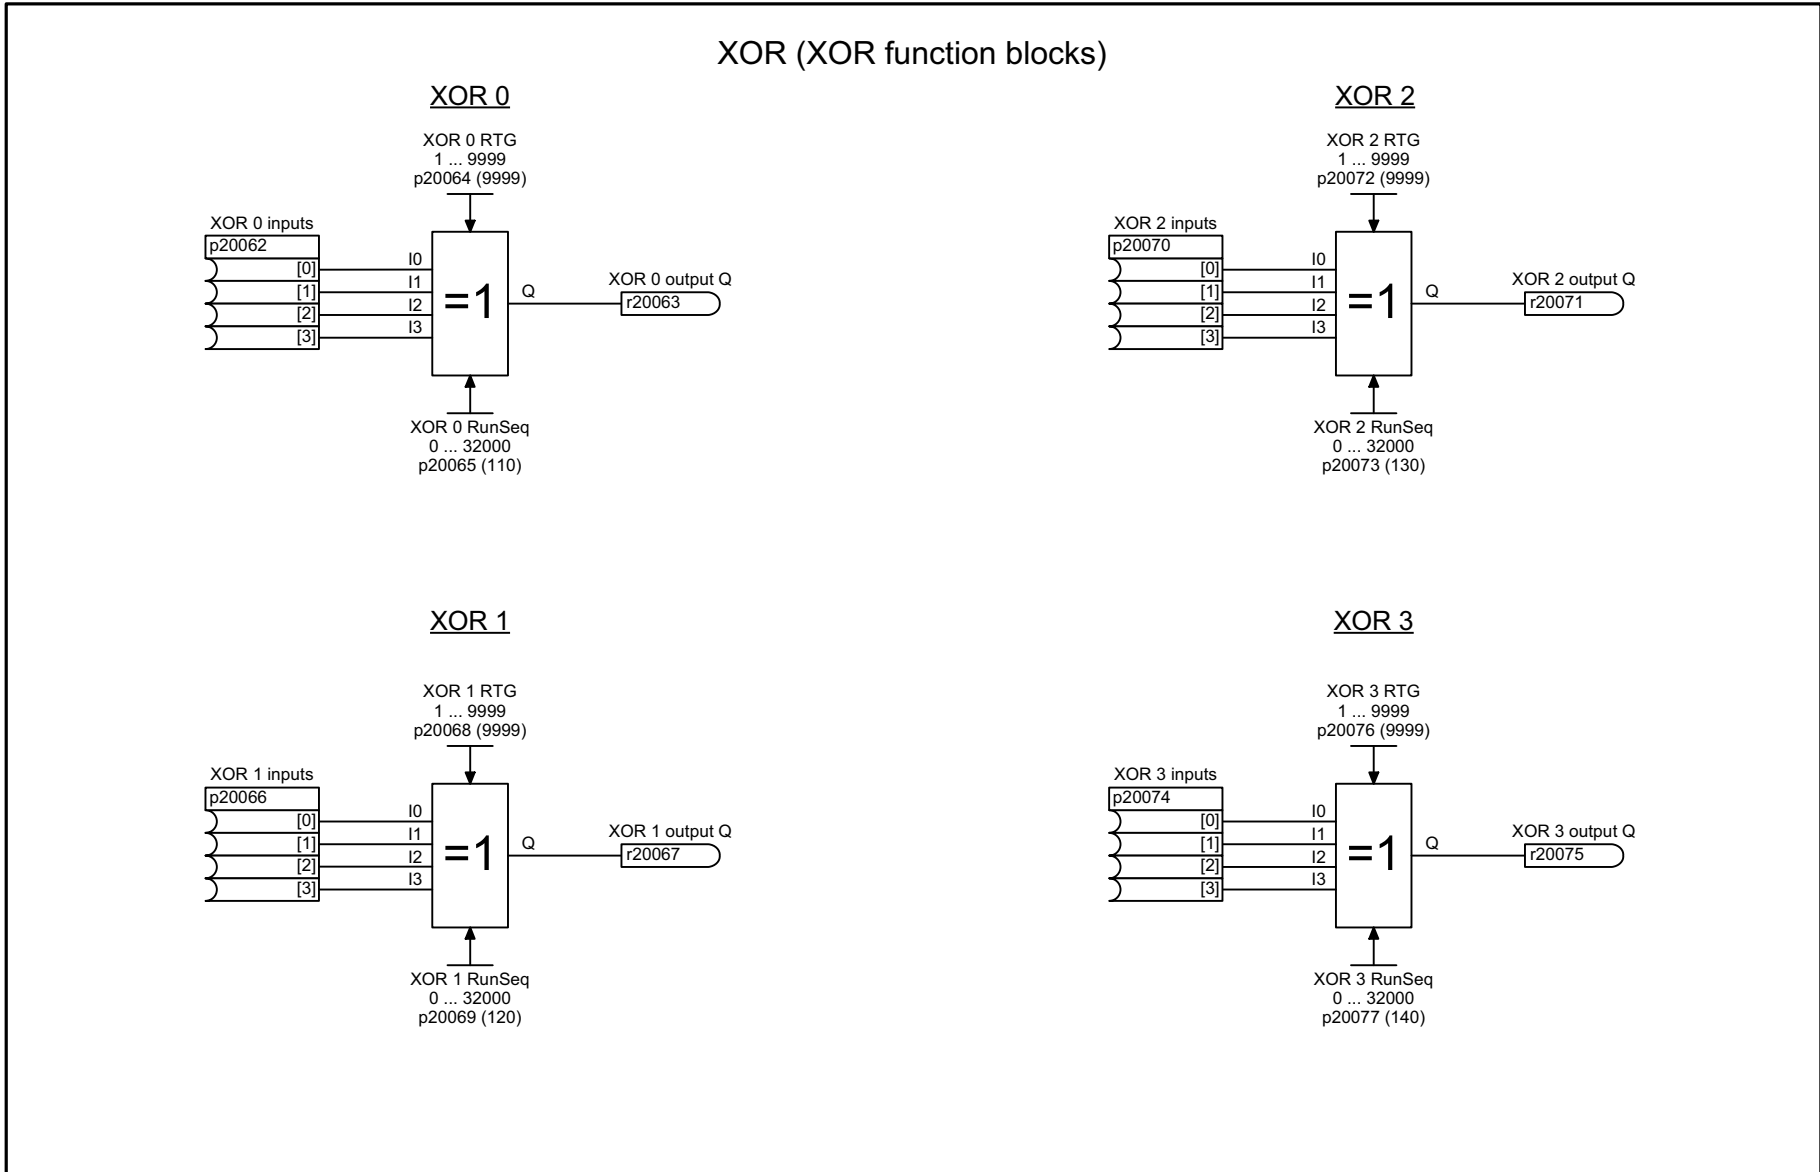 XOR (XOR function blocks)
XOR 0
XOR 0 RTG
1 ... 9999
p20064 (9999)
XOR 0 inputs
p20062
[0]
[1]
[2]
[3]
I0
I1
I2
I3
=1
Q
XOR 0 output Q
r20063
XOR 0 RunSeq
0 ... 32000
p20065 (110)
XOR 2
XOR 2 RTG
1 ... 9999
p20072 (9999)
XOR 2 inputs
p20070
[0]
[1]
[2]
[3]
I0
I1
I2
I3
=1
Q
XOR 2 output Q
r20071
XOR 2 RunSeq
0 ... 32000
p20073 (130)
XOR 1
XOR 1 RTG
1 ... 9999
p20068 (9999)
XOR 1 inputs
p20066
[0]
[1]
[2]
[3]
I0
I1
I2
I3
=1
Q
XOR 1 output Q
r20067
XOR 1 RunSeq
0 ... 32000
p20069 (120)
XOR 3
XOR 3 RTG
1 ... 9999
p20076 (9999)
XOR 3 inputs
p20074
[0]
[1]
[2]
[3]
I0
I1
I2
I3
=1
Q
XOR 3 output Q
r20075
XOR 3 RunSeq
0 ... 32000
p20077 (140)